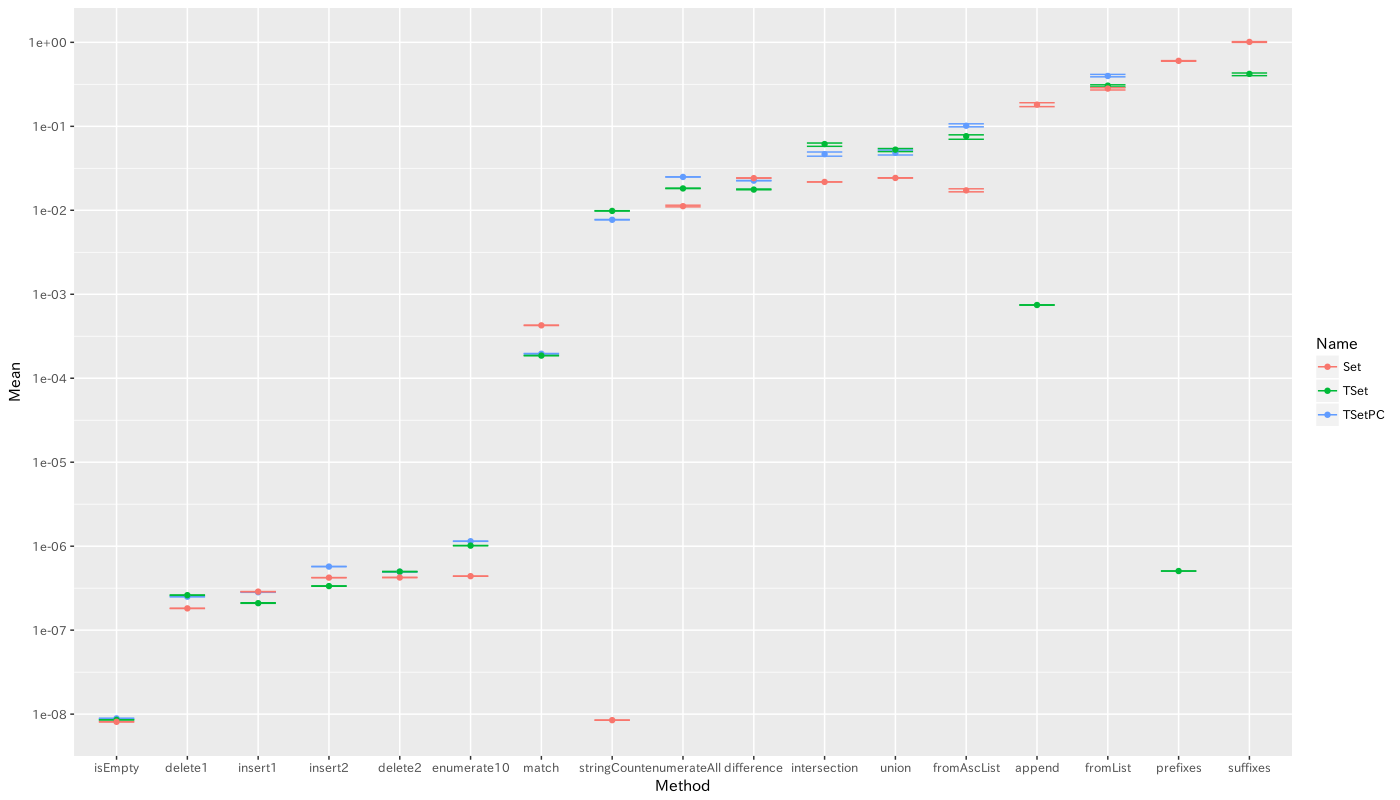 1e+00
1e-01
1e-02
1e-03
1e-04
1e-05
1e-06
1e-07
1e-08
Mean
isEmpty delete1 insert1 insert2 delete2 enumerate10 match stringCount enumerateAll difference intersection union fromAscList append fromList prefixes suffixes
Method
Name
Set
TSet
TSetPC